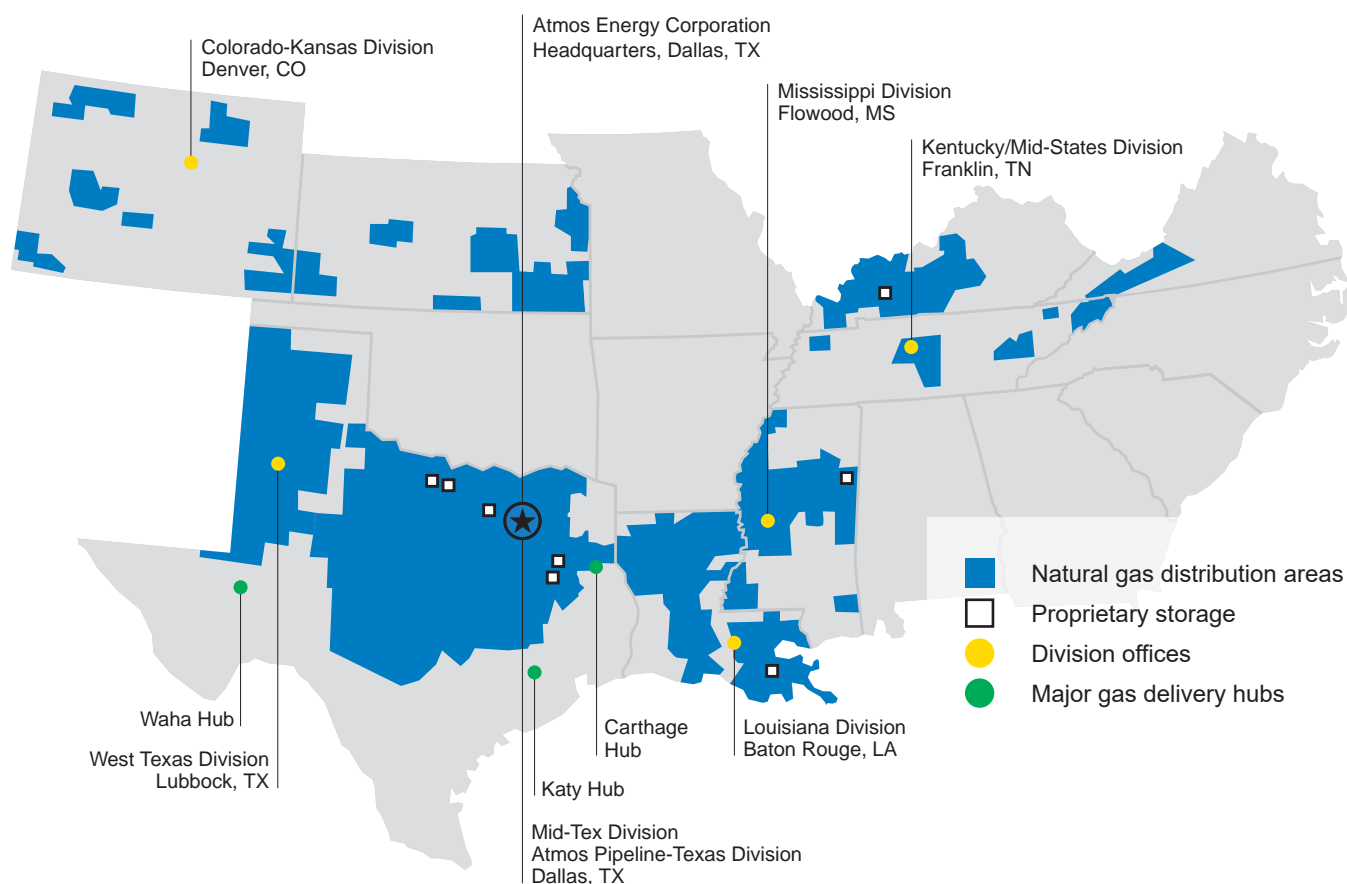 Atmos Energy Corporation
Headquarters, Dallas, TX
Colorado-Kansas Division
Denver, CO
Mississippi Division
Flowood, MS
Kentucky/Mid-States Division
Franklin, TN
Natural gas distribution areas
Proprietary storage
Division offices
Major gas delivery hubs
Waha Hub
West Texas Division
Lubbock, TX
Carthage
Hub
Louisiana Division
Baton Rouge, LA
Katy Hub
Mid-Tex Division
Atmos Pipeline-Texas Division
Dallas, TX